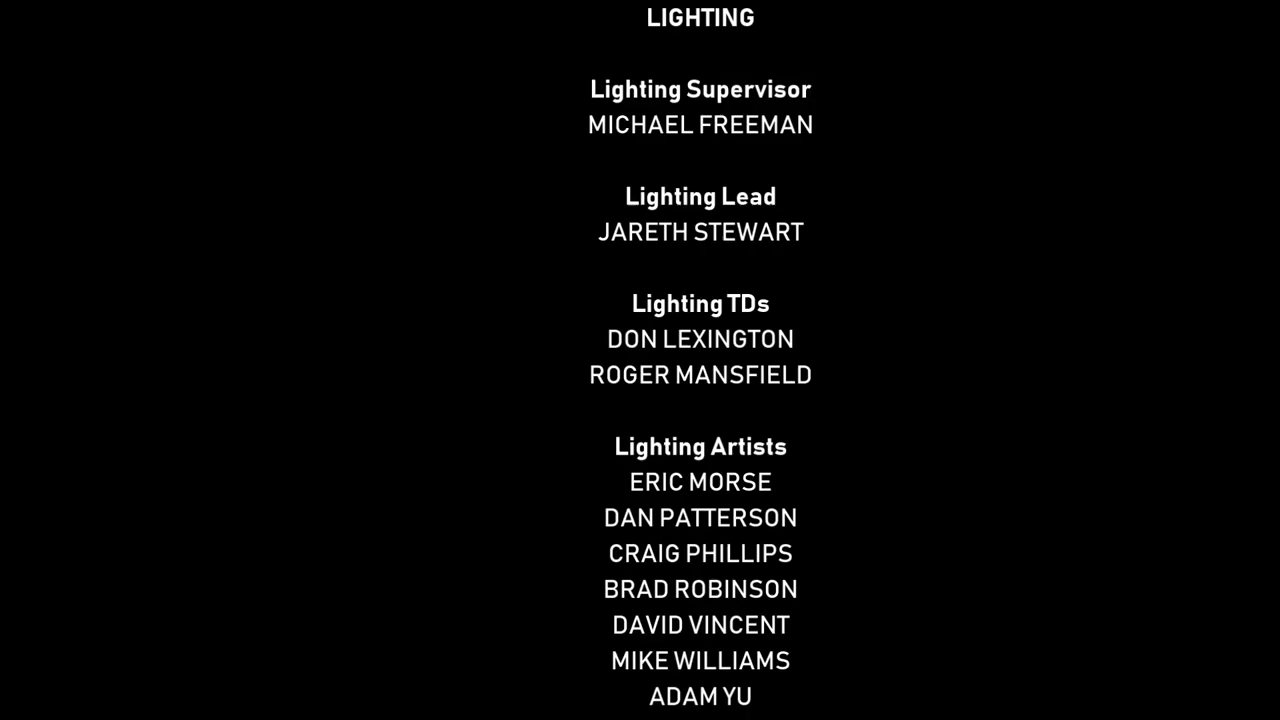 LIGHTING
Lighting Supervisor
MICHAEL FREEMAN
Lighting Lead
JARETH STEWART
Lighting TDs
DON LEXINGTON
ROGER MANSFIELD
Lighting Artists
ERIC MORSE
DAN PATTERSON
CRAIG PHILLIPS
BRAD ROBINSON
DAVID VINCENT
MIKE WILLIAMS
ADAM YU